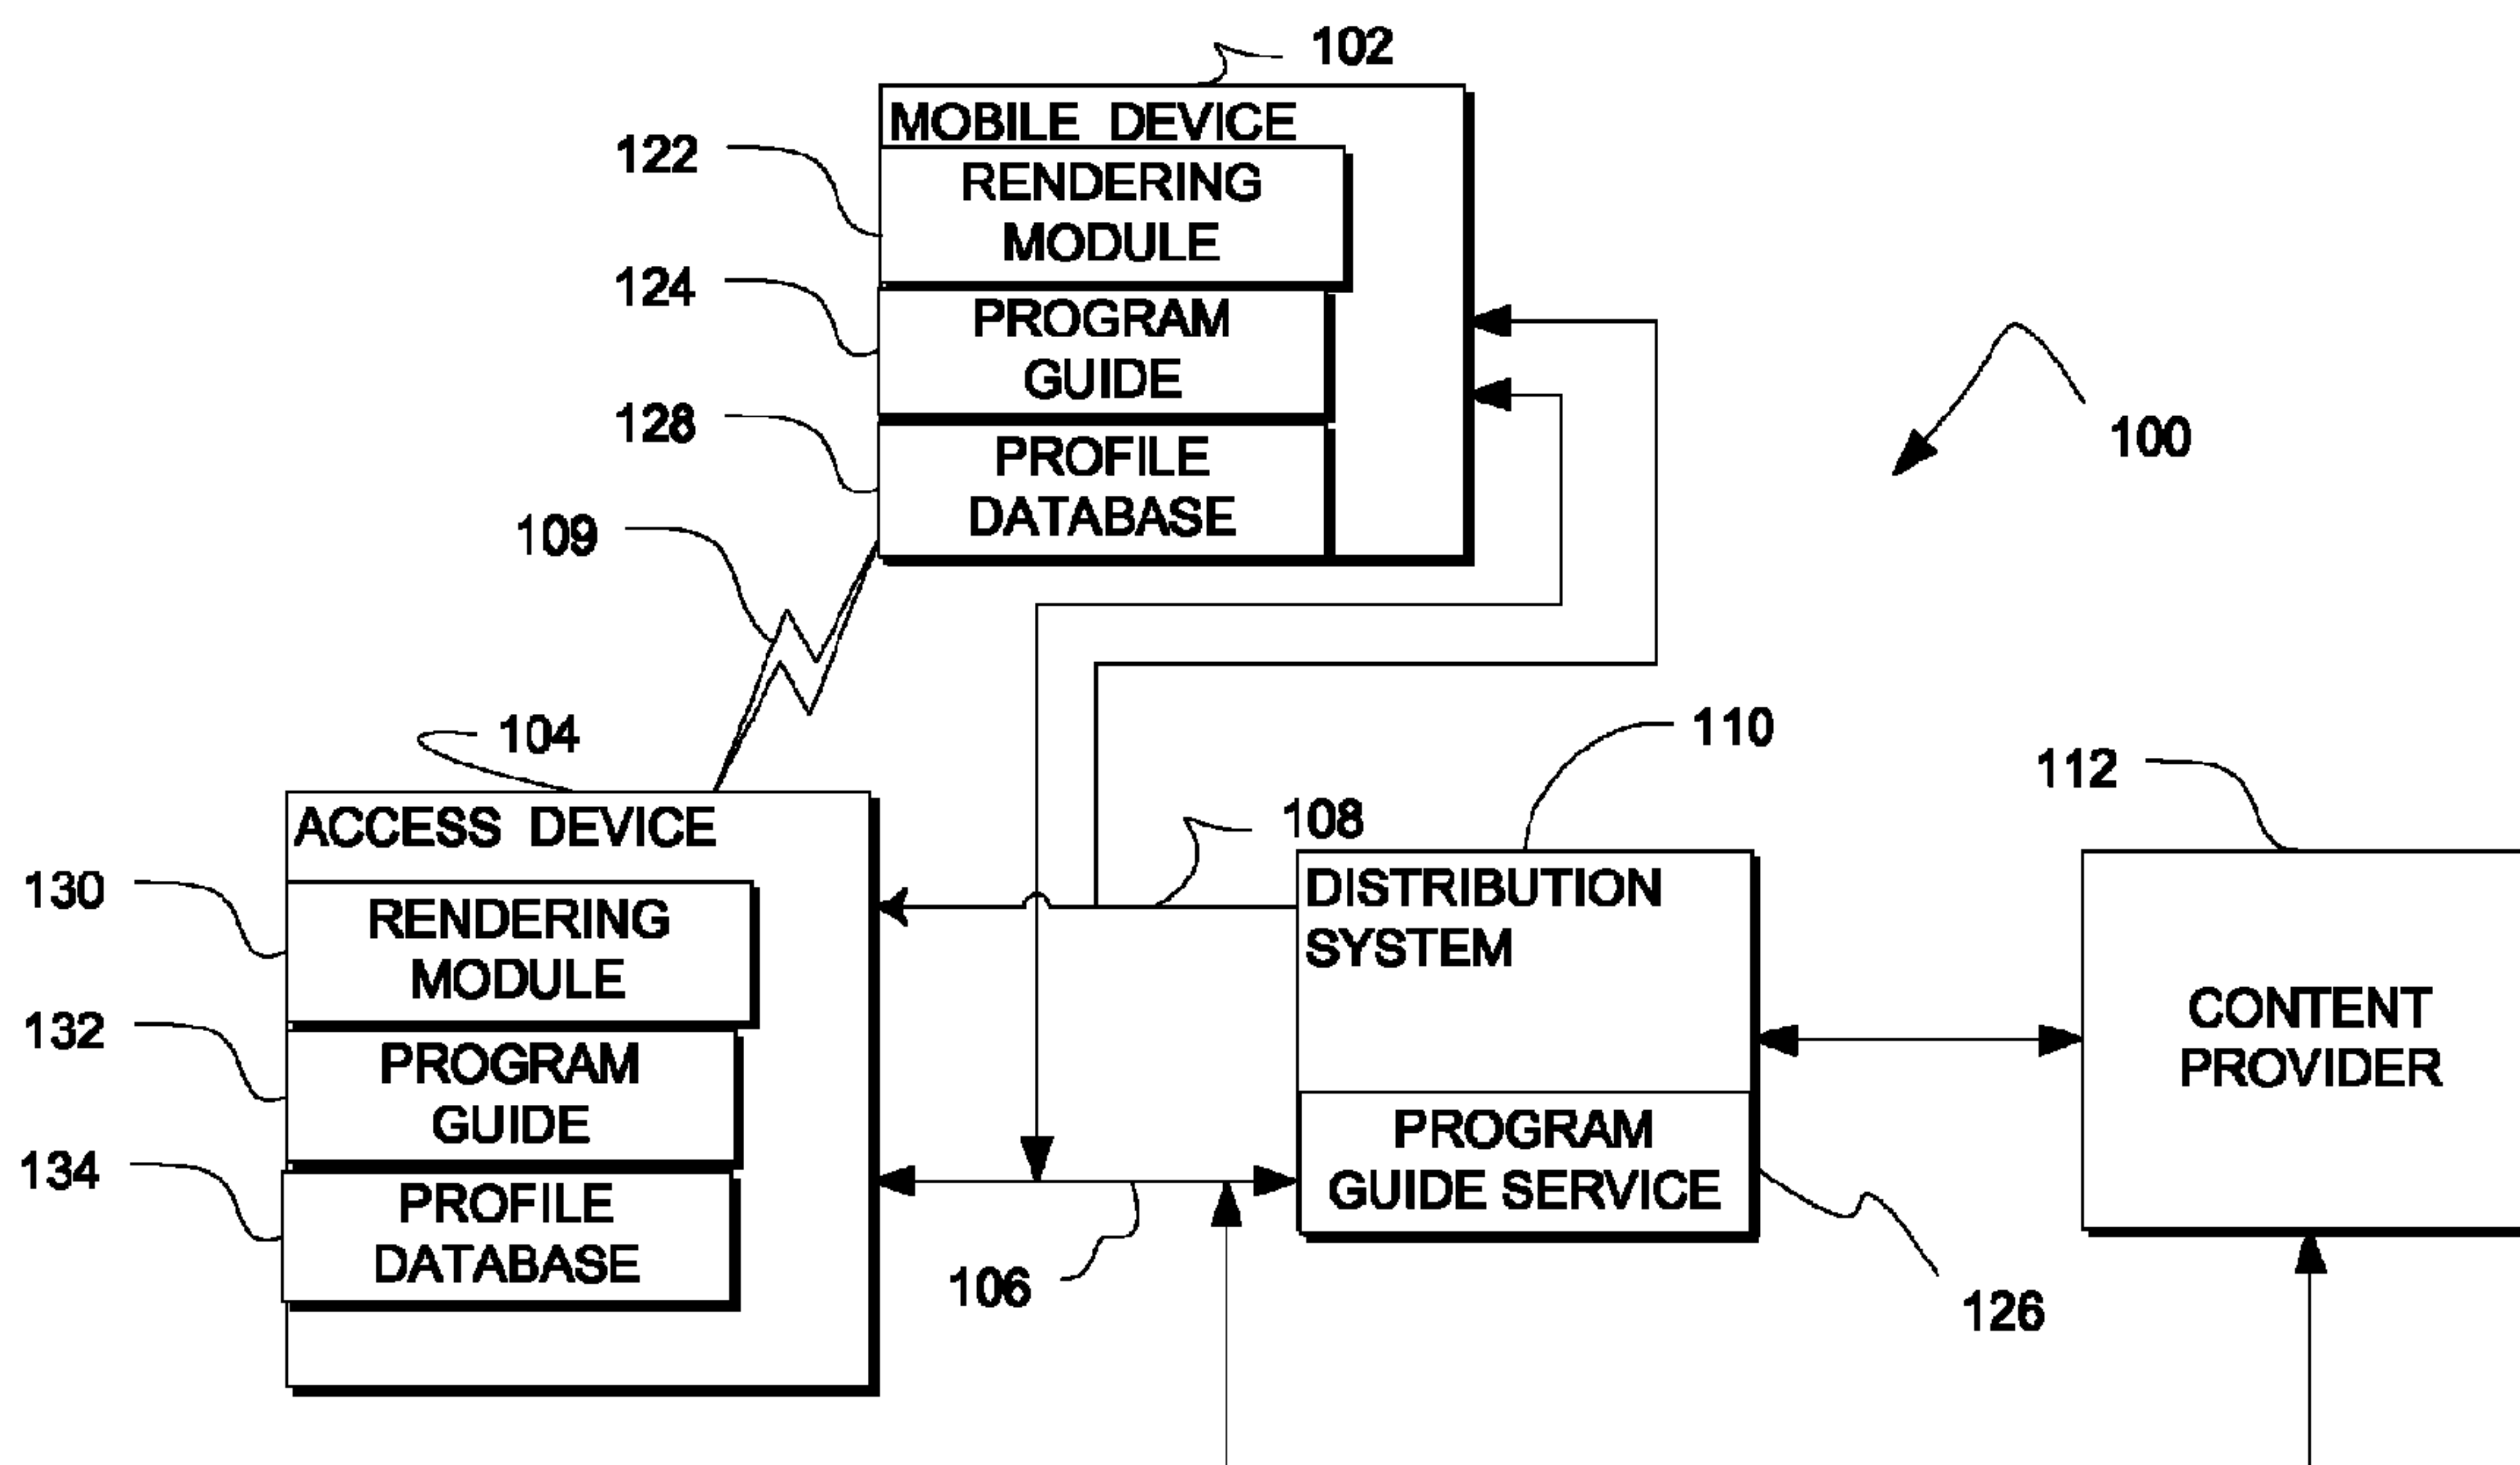 102
MOBILE DEVICE
122
RENDERING
MODULE
124
PROGRAM
GUIDE
128
PROFILE
DATABASE
100
109
104
110
112
ACCESS DEVICE
108
130
RENDERING
MODULE
DISTRIBUTION
SYSTEM
CONTENT
PROVIDER
132
PROGRAM
GUIDE
134
PROFILE
DATABASE
PROGRAM
GUIDE SERVICE
106
126